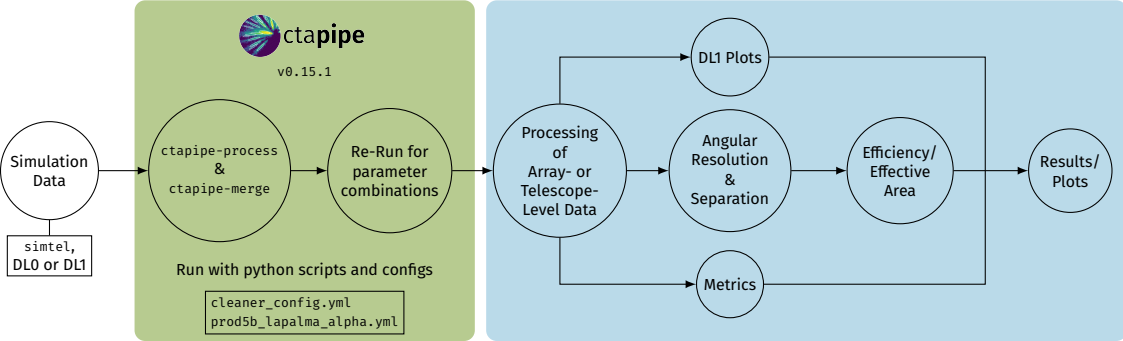 ctapipe
v0.15.1
Simulation
Data
simtel,
DL0 or DL1
ctapipe-process
&
ctapipe-merge
Re-Run for
parameter
combinations
Run with python scripts and configs
cleaner_config.yml
prod5b_lapalma_alpha.yml
Processing
of
Array- or
Telescope-
Level Data
DL1 Plots
Angular
Resolution
&
Separation
Metrics
Efficiency/
Effective
Area
Results/
Plots